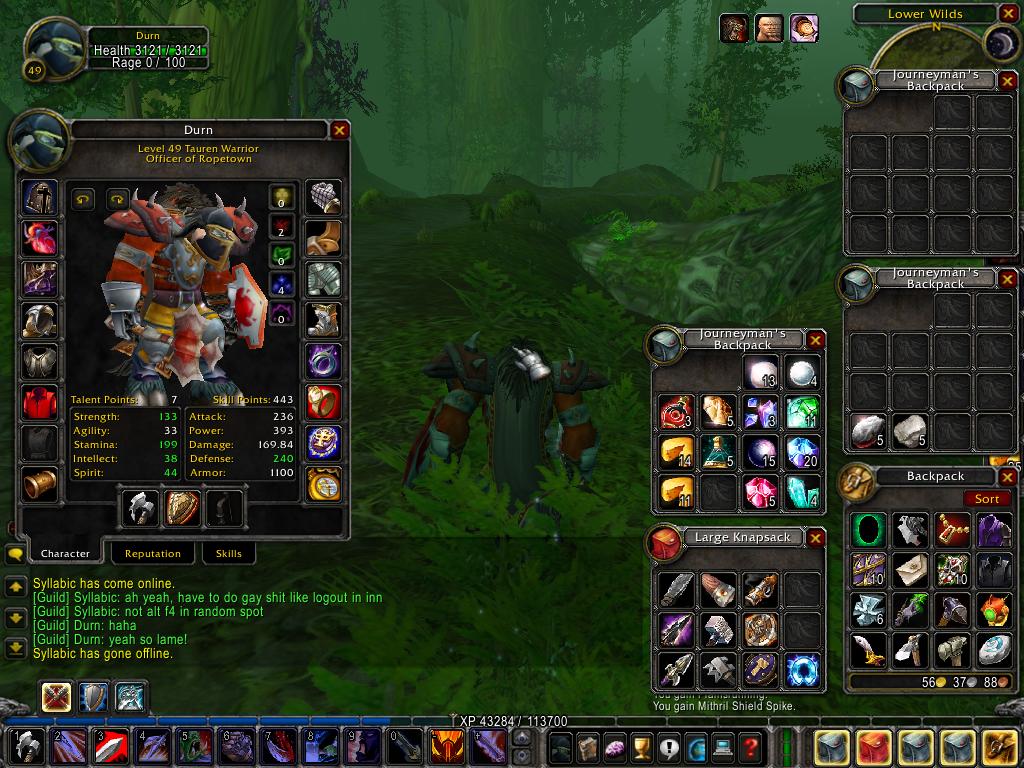 Durn
Health 3121 / 3121
Rage 0 / 100
49
Lower Wilds
N
Journeyman's
Backpack
Durn
Level 49 Tauren Warrior
Officer of Ropetown
0
2
0
4
0
Talent Points: 7 Skill Points: 443
Strength: 133 Attack: 236
Agility: 33 Power: 393
Stamina: 199 Damage: 169.84
Intellect: 38 Defense: 240
Spirit: 44 Armor: 1100
Character Reputation Skills
Journeyman's
Backpack
5 5
Journeyman's
Backpack
13 4
3 5 3 11
14 5 15 20
11 5 4
Large Knapsack
Backpack
Sort
10 10
6
56 37 88
Syllabic has come online.
[Guild] Syllabic: ah yeah, have to do gay shit like logout in inn
[Guild] Syllabic: not alt f4 in random spot
[Guild] Durn: haha
[Guild] Durn: yeah so lame!
Syllabic has gone offline.
You gain Mithril Shield Spike.
XP 43284 / 113700
1 2 3 4 5 6 7 8 9 0